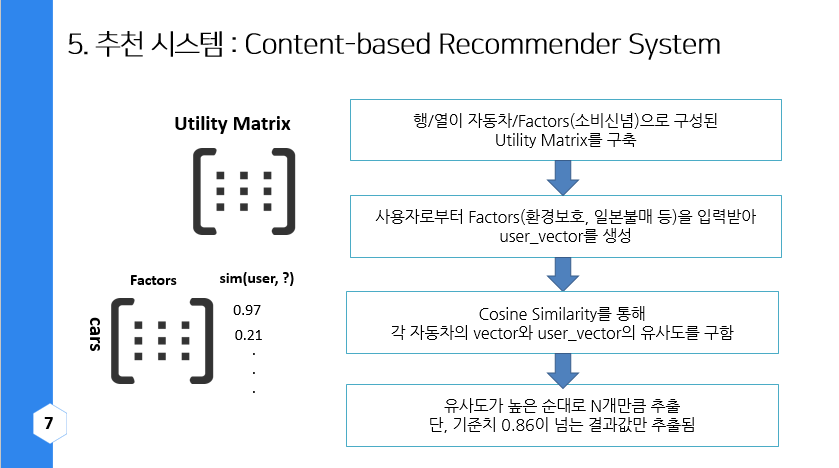 5. 추천 시스템 : Content-based Recommender System
Utility Matrix
Factors
sim(user, ?)
cars
0.97
0.21
.
.
.
행/열이 자동차/Factors(소비신념)으로 구성된
Utility Matrix를 구축
사용자로부터 Factors(환경보호, 일본불매 등)을 입력받아
user_vector를 생성
Cosine Similarity를 통해
각 자동차의 vector와 user_vector의 유사도를 구함
유사도가 높은 순대로 N개만큼 추출
단, 기준치 0.86이 넘는 결과값만 추출됨
7